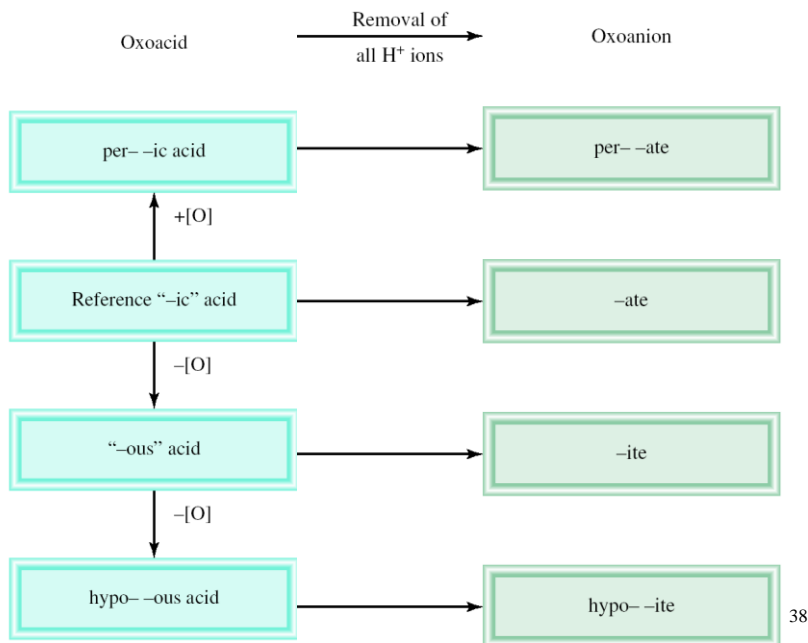 Oxoacid
Removal of
all H⁺ ions
Oxoanion
per– –ic acid
per– –ate
+[O]
Reference “–ic” acid
–ate
–[O]
“–ous” acid
–ite
–[O]
hypo– –ous acid
hypo– –ite
38